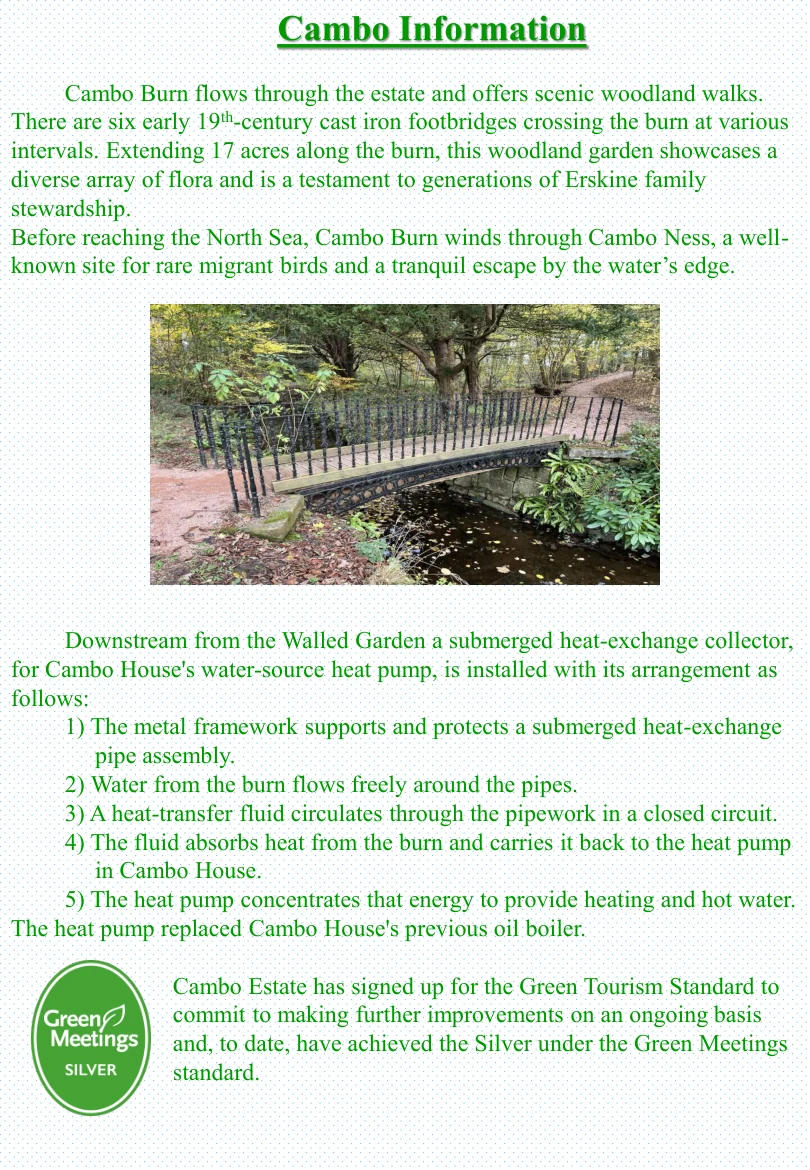 Cambo Information
Cambo Burn flows through the estate and offers scenic woodland walks.
There are six early 19th-century cast iron footbridges crossing the burn at various
intervals. Extending 17 acres along the burn, this woodland garden showcases a
diverse array of flora and is a testament to generations of Erskine family
stewardship.
Before reaching the North Sea, Cambo Burn winds through Cambo Ness, a well-
known site for rare migrant birds and a tranquil escape by the water’s edge.
Downstream from the Walled Garden a submerged heat-exchange collector,
for Cambo House's water-source heat pump, is installed with its arrangement as
follows:
1) The metal framework supports and protects a submerged heat-exchange
pipe assembly.
2) Water from the burn flows freely around the pipes.
3) A heat-transfer fluid circulates through the pipework in a closed circuit.
4) The fluid absorbs heat from the burn and carries it back to the heat pump
in Cambo House.
5) The heat pump concentrates that energy to provide heating and hot water.
The heat pump replaced Cambo House's previous oil boiler.
Green
Meetings
SILVER
Cambo Estate has signed up for the Green Tourism Standard to
commit to making further improvements on an ongoing basis
and, to date, have achieved the Silver under the Green Meetings
standard.